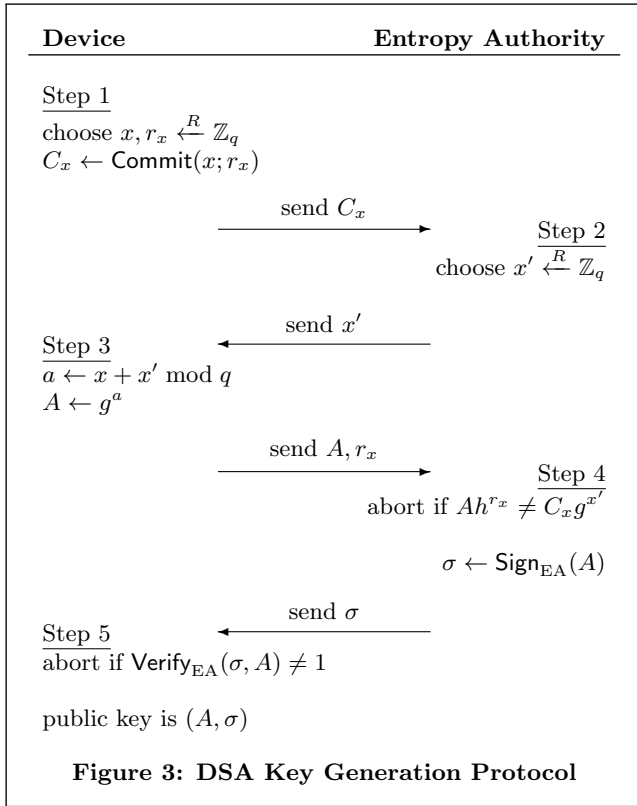 Device Entropy Authority
Step 1
choose x, r_x ←^R ℤ_q
C_x ← Commit(x; r_x)
send C_x
Step 2
choose x′ ←^R ℤ_q
send x′
Step 3
a ← x + x′ mod q
A ← g^a
send A, r_x
Step 4
abort if Ah^{r_x} ≠ C_x g^{x′}
σ ← Sign_EA(A)
send σ
Step 5
abort if Verify_EA(σ, A) ≠ 1
public key is (A, σ)
Figure 3: DSA Key Generation Protocol